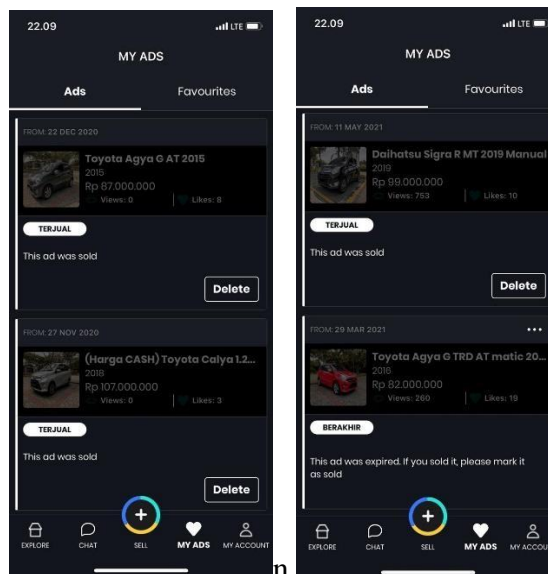 22.09
LTE
MY ADS
Ads
Favourites
FROM: 22 DEC 2020
Toyota Agya G AT 2015
2015
Rp 87.000.000
Views: 0
Likes: 8
TERJUAL
This ad was sold
Delete
FROM: 27 NOV 2020
(Harga CASH) Toyota Calya 1.2...
2018
Rp 107.000.000
Views: 0
Likes: 3
TERJUAL
This ad was sold
Delete
EXPLORE
CHAT
SELL
MY ADS
MY ACCOUNT
22.09
LTE
MY ADS
Ads
Favourites
FROM: 11 MAY 2021
Daihatsu Sigra R MT 2019 Manual
2019
Rp 99.000.000
Views: 753
Likes: 10
TERJUAL
This ad was sold
Delete
FROM: 29 MAR 2021
Toyota Agya G TRD AT matic 20...
2016
Rp 82.000.000
Views: 260
Likes: 19
BERAKHIR
This ad was expired. If you sold it, please mark it
as sold
EXPLORE
CHAT
SELL
MY ADS
MY ACCOUNT
n